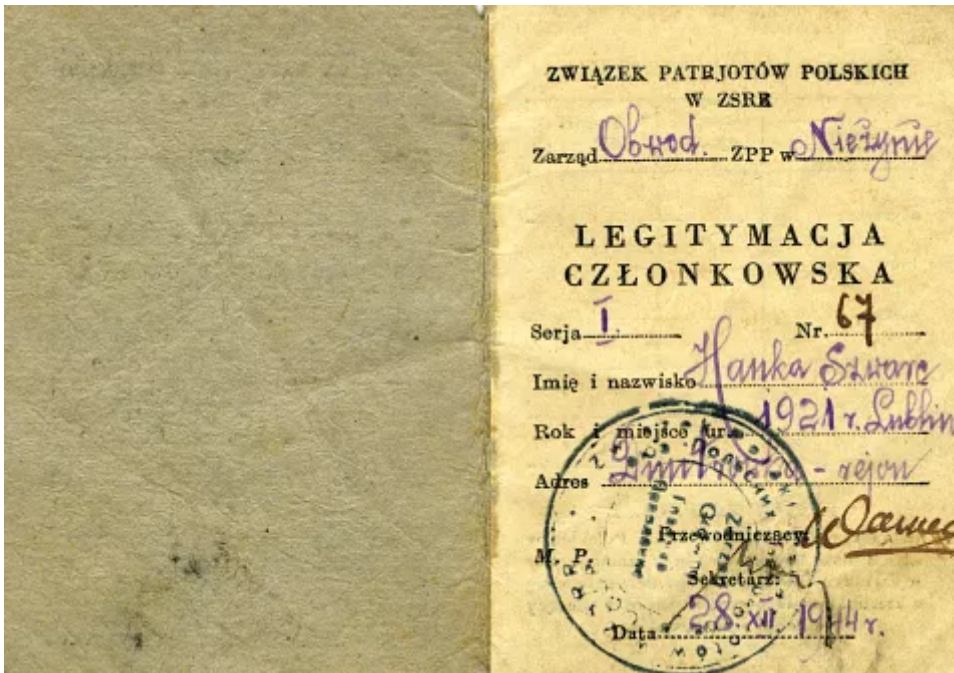 ZWIĄZEK PATRJOTÓW POLSKICH
W ZSRR
Zarząd Obwod. ZPP w Nieżynie
LEGITYMACJA
CZŁONKOWSKA
Serja I Nr. 67
Imię i nazwisko Hanka Szwarc
Rok i miejsce ur. 1921 r. Lublin
Adres - rejon
Przewodniczący:
M. P.
Sekretarz:
Data 28.XII 1944 r.